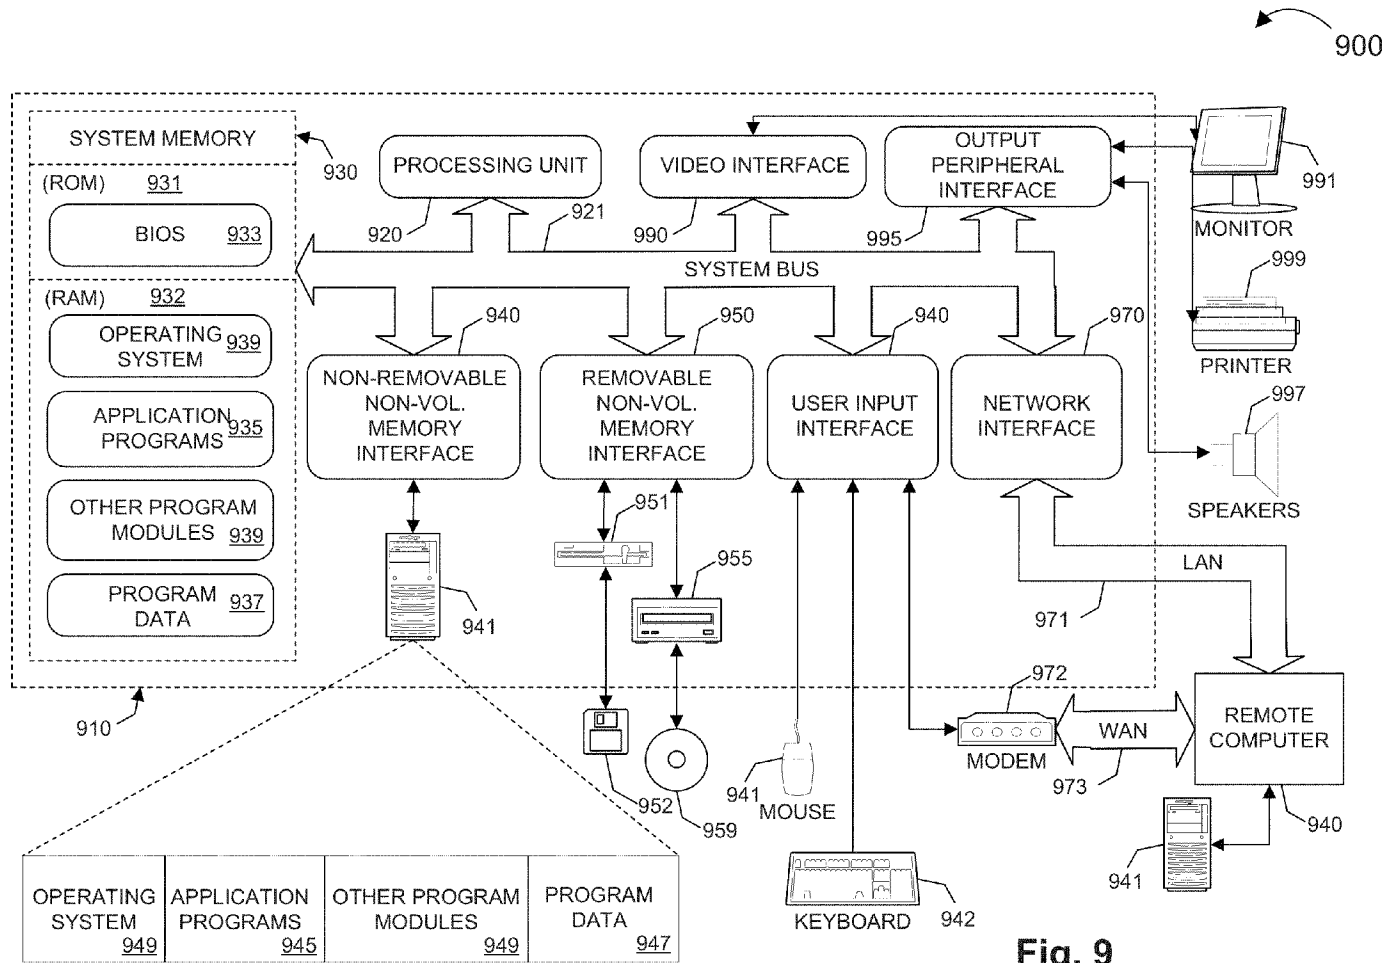 900
SYSTEM MEMORY
930
(ROM) 931
BIOS 933
(RAM) 932
OPERATING
SYSTEM 939
APPLICATION
PROGRAMS 935
OTHER PROGRAM
MODULES 939
PROGRAM
DATA 937
910
PROCESSING UNIT
920
921
VIDEO INTERFACE
990
OUTPUT
PERIPHERAL
INTERFACE
995
SYSTEM BUS
MONITOR
991
999
PRINTER
997
SPEAKERS
940
NON-REMOVABLE
NON-VOL.
MEMORY
INTERFACE
950
REMOVABLE
NON-VOL.
MEMORY
INTERFACE
940
USER INPUT
INTERFACE
970
NETWORK
INTERFACE
941
951
955
952
959
941
MOUSE
KEYBOARD
942
972
MODEM
LAN
971
WAN
973
REMOTE
COMPUTER
940
941
OPERATING
SYSTEM
949
APPLICATION
PROGRAMS
945
OTHER PROGRAM
MODULES
949
PROGRAM
DATA
947
Fig. 9